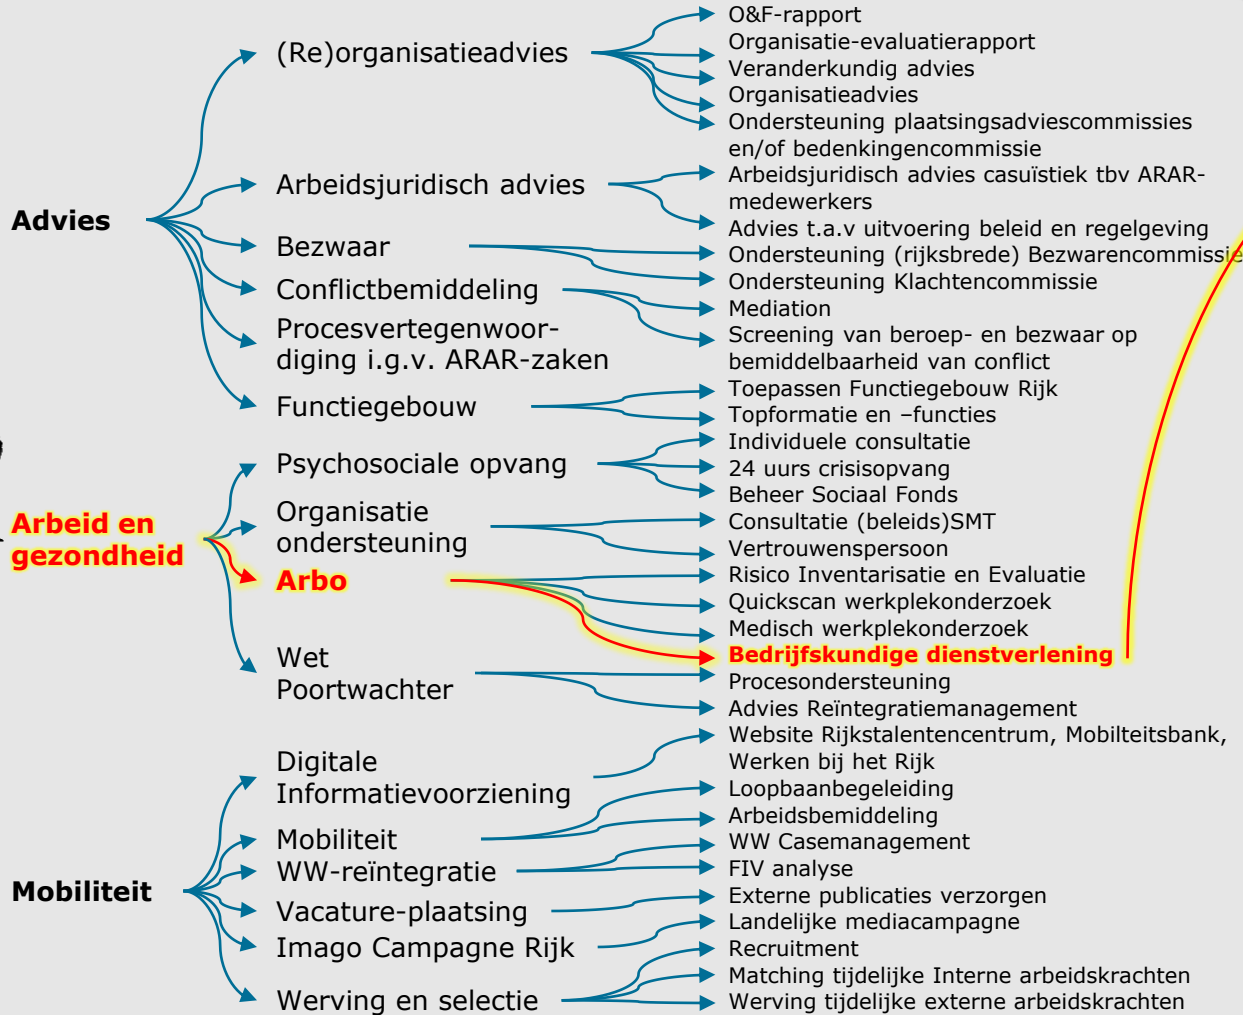 Advies
(Re)organisatieadvies
O&F-rapport
Organisatie-evaluatierapport
Veranderkundig advies
Organisatieadvies
Ondersteuning plaatsingsadviescommissies
en/of bedenkingencommissie
Arbeidsjuridisch advies
Arbeidsjuridisch advies casuïstiek tbv ARAR-
medewerkers
Advies t.a.v uitvoering beleid en regelgeving
Bezwaar
Ondersteuning (rijksbrede) Bezwarencommissie
Ondersteuning Klachtencommissie
Conflictbemiddeling
Mediation
Screening van beroep- en bezwaar op
bemiddelbaarheid van conflict
Procesvertegenwoor-
diging i.g.v. ARAR-zaken
Functiegebouw
Toepassen Functiegebouw Rijk
Topformatie en –functies
Arbeid en
gezondheid
Psychosociale opvang
Individuele consultatie
24 uurs crisisopvang
Beheer Sociaal Fonds
Organisatie
ondersteuning
Consultatie (beleids)SMT
Vertrouwenspersoon
Arbo
Risico Inventarisatie en Evaluatie
Quickscan werkplekonderzoek
Medisch werkplekonderzoek
Bedrijfskundige dienstverlening
Wet
Poortwachter
Procesondersteuning
Advies Reïntegratiemanagement
Mobiliteit
Digitale
Informatievoorziening
Website Rijkstalentencentrum, Mobilteitsbank,
Werken bij het Rijk
Mobiliteit
Loopbaanbegeleiding
Arbeidsbemiddeling
WW-reïntegratie
WW Casemanagement
FIV analyse
Vacature-plaatsing
Externe publicaties verzorgen
Imago Campagne Rijk
Landelijke mediacampagne
Werving en selectie
Recruitment
Matching tijdelijke Interne arbeidskrachten
Werving tijdelijke externe arbeidskrachten